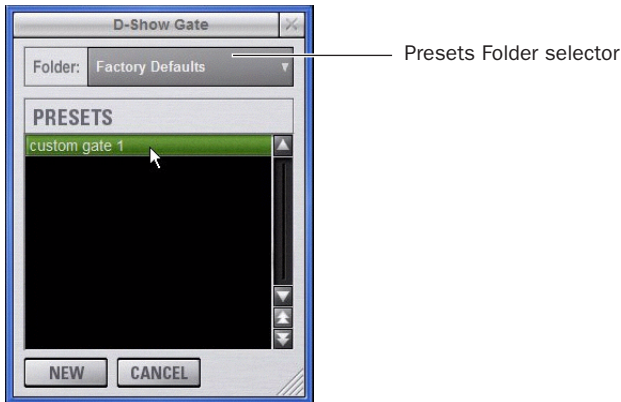 D-Show Gate
Folder: Factory Defaults
Presets Folder selector
PRESETS
custom gate 1
NEW CANCEL